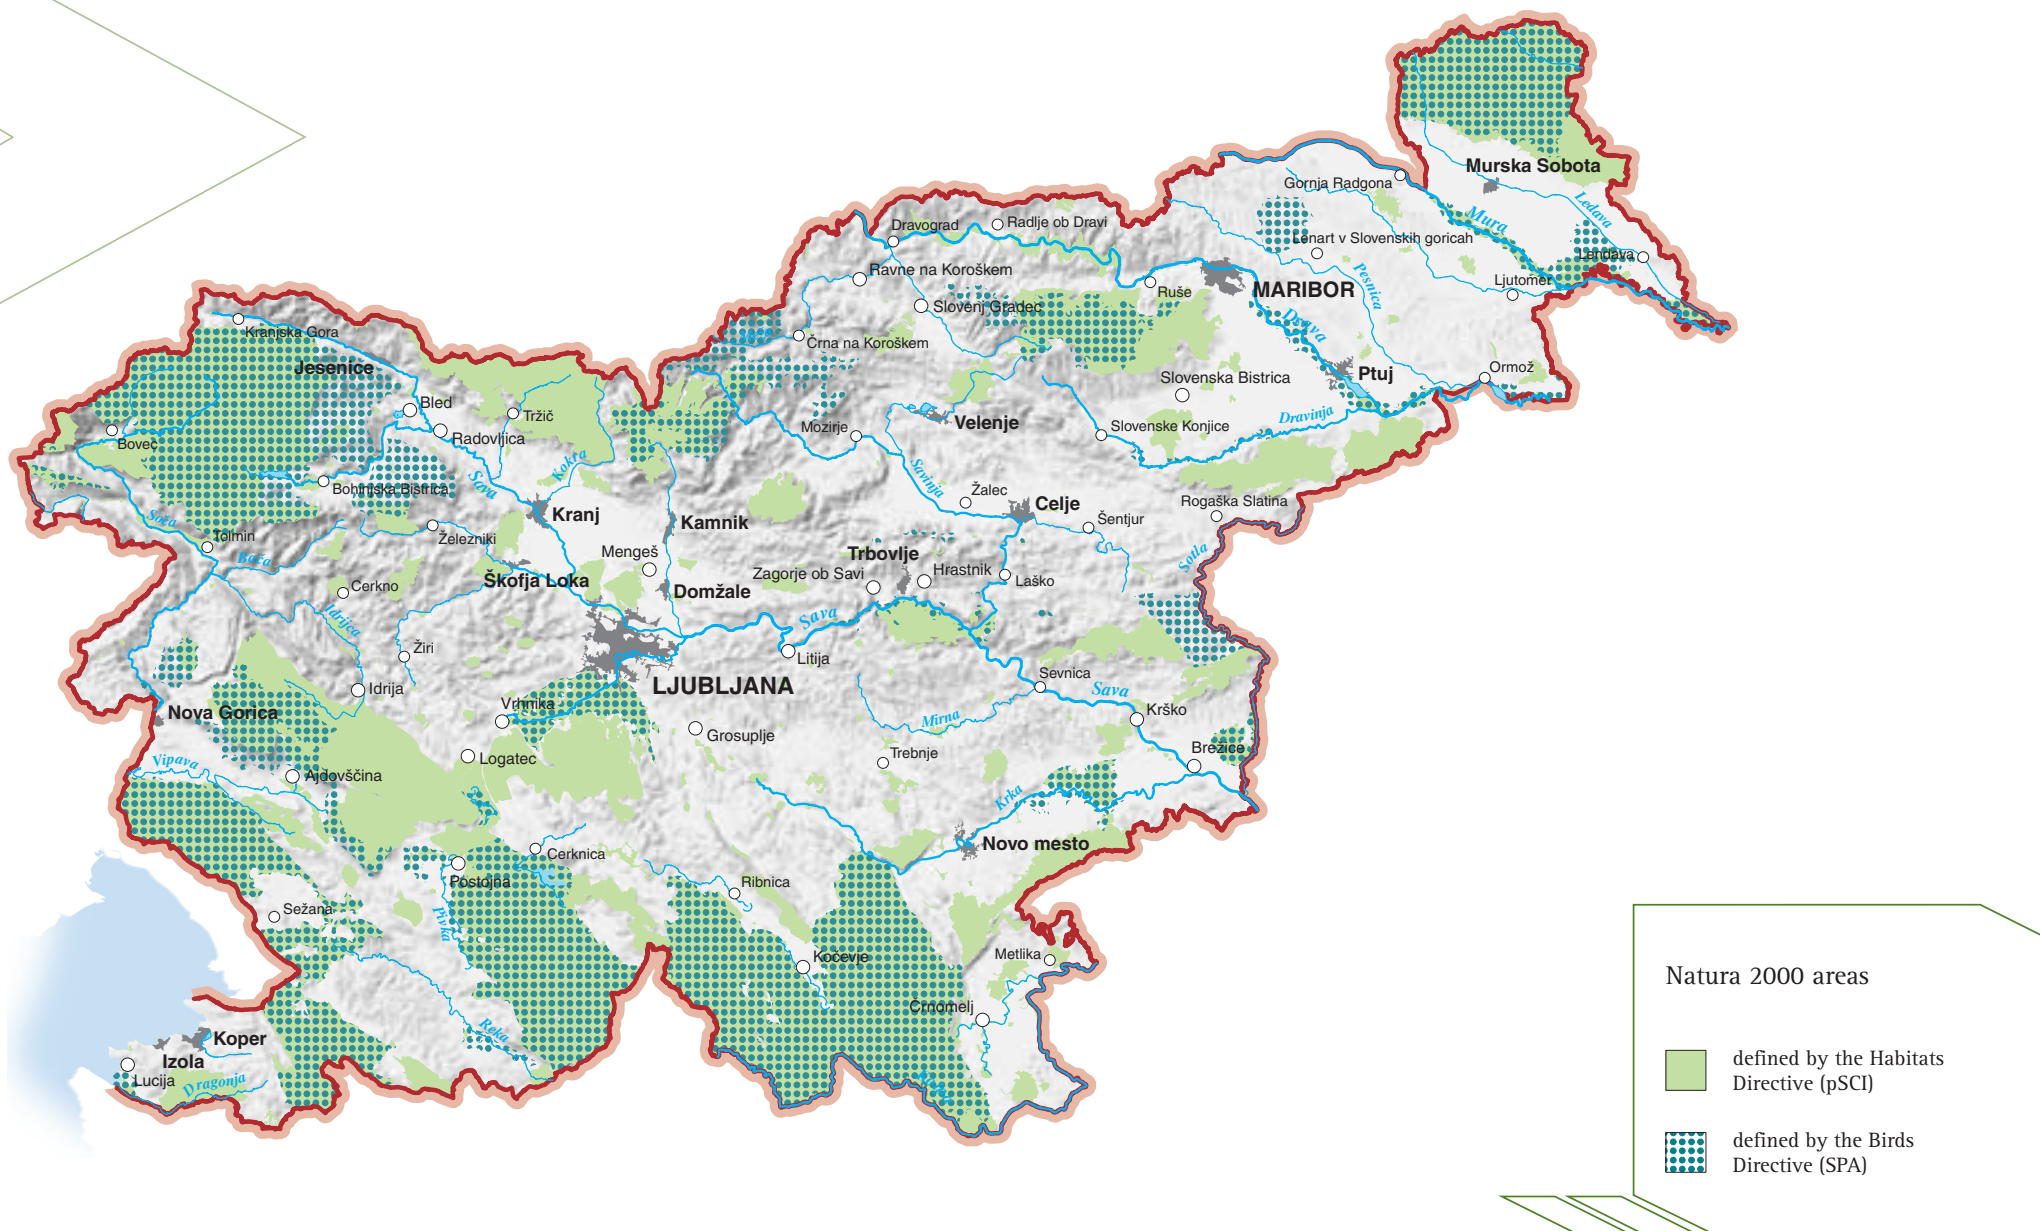 Murska Sobota
Gornja Radgona
Ledava
Mura
Dravograd
Radlje ob Dravi
Lenart v Slovenskih goricah
Lendava
Ravne na Koroškem
Pesnica
Ruše
MARIBOR
Ljutomer
Slovenj Gradec
Kranjska Gora
Drava
Črna na Koroškem
Jesenice
Ormož
Ptuj
Slovenska Bistrica
Bled
Tržič
Dravinja
Velenje
Mozirje
Slovenske Konjice
Radovljica
Boveč
Kokra
Savinja
Sava
Bohinjska Bistrica
Žalec
Rogaška Slatina
Celje
Kranj
Kamnik
Šentjur
Soča
Tolmin
Železniki
Mengeš
Trbovlje
Sotla
Bača
Zagorje ob Savi
Hrastnik
Škofja Loka
Laško
Cerkno
Domžale
Idrijca
Sava
Žiri
Litija
Sevnica
LJUBLJANA
Idrija
Sava
Vrhnika
Nova Gorica
Krško
Mirna
Grosuplje
Trebnje
Brežice
Logatec
Vipava
Ajdovščina
Krka
Novo mesto
Cerknica
Postojna
Ribnica
Sežana
Pivka
Metlika
Kočevje
Natura 2000 areas
Črnomelj
Reka
Koper
Izola
defined by the Habitats
Directive (pSCI)
Lucija
Dragonja
Kolpa
defined by the Birds
Directive (SPA)